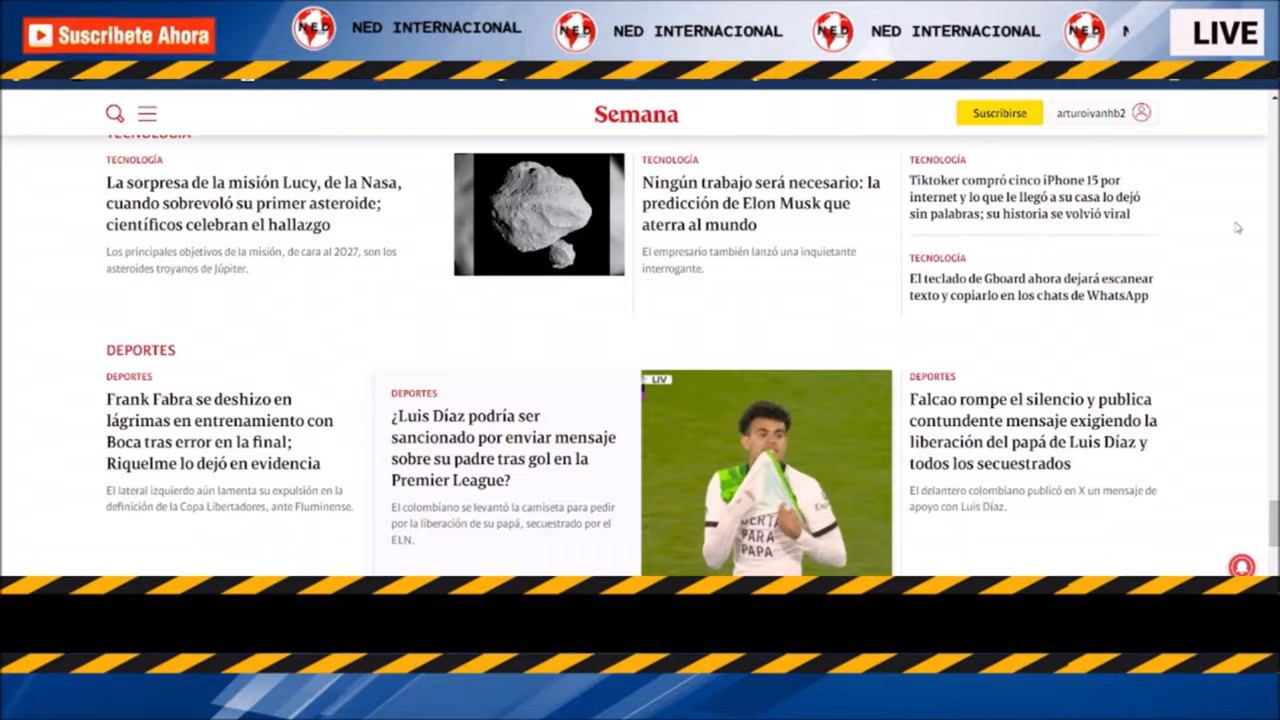 Suscribete Ahora
NED
NED INTERNACIONAL
NED
NED INTERNACIONAL
NED
NED INTERNACIONAL
NED
LIVE
Semana
Suscribirse
arturoivanhb2
TECNOLOGÍA
TECNOLOGÍA
La sorpresa de la misión Lucy, de la Nasa,
cuando sobrevoló su primer asteroide;
científicos celebran el hallazgo
Los principales objetivos de la misión, de cara al 2027, son los
asteroides troyanos de Júpiter.
TECNOLOGÍA
Ningún trabajo será necesario: la
predicción de Elon Musk que
aterra al mundo
El empresario también lanzó una inquietante
interrogante.
TECNOLOGÍA
Tiktoker compró cinco iPhone 15 por
internet y lo que le llegó a su casa lo dejó
sin palabras; su historia se volvió viral
TECNOLOGÍA
El teclado de Gboard ahora dejará escanear
texto y copiarlo en los chats de WhatsApp
DEPORTES
DEPORTES
Frank Fabra se deshizo en
lágrimas en entrenamiento con
Boca tras error en la final;
Riquelme lo dejó en evidencia
El lateral izquierdo aún lamenta su expulsión en la
definición de la Copa Libertadores, ante Fluminense.
DEPORTES
¿Luis Díaz podría ser
sancionado por enviar mensaje
sobre su padre tras gol en la
Premier League?
El colombiano se levantó la camiseta para pedir
por la liberación de su papá, secuestrado por el
ELN.
LIV
PARA
PAPA
DEPORTES
Falcao rompe el silencio y publica
contundente mensaje exigiendo la
liberación del papá de Luis Díaz y
todos los secuestrados
El delantero colombiano publicó en X un mensaje de
apoyo con Luis Díaz.